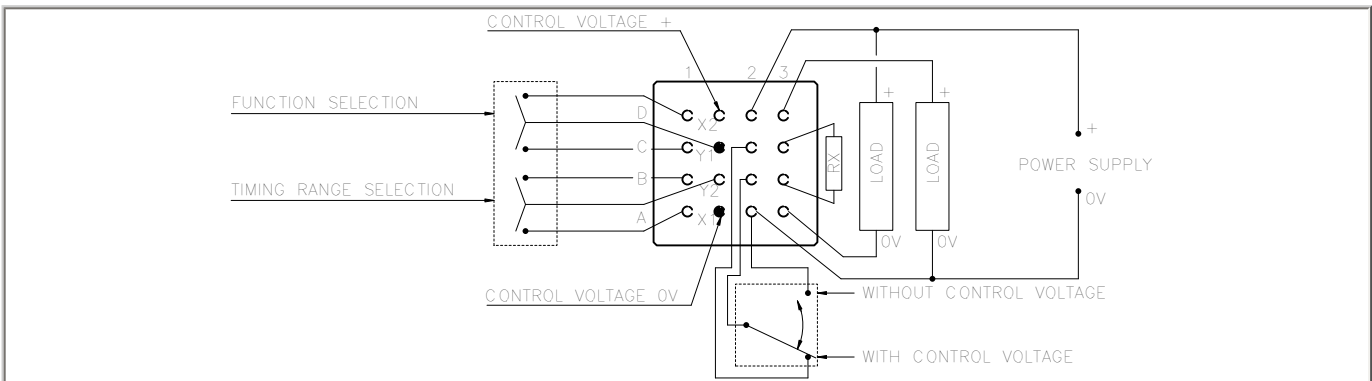 CONTROL VOLTAGE +
1 2 3
+ +
FUNCTION SELECTION
D
X2
+
C
Y1
RX
LOAD
LOAD
POWER SUPPLY
TIMING RANGE SELECTION
B
Y2
0V
A
X1
0V
0V
CONTROL VOLTAGE 0V
WITHOUT CONTROL VOLTAGE
WITH CONTROL VOLTAGE